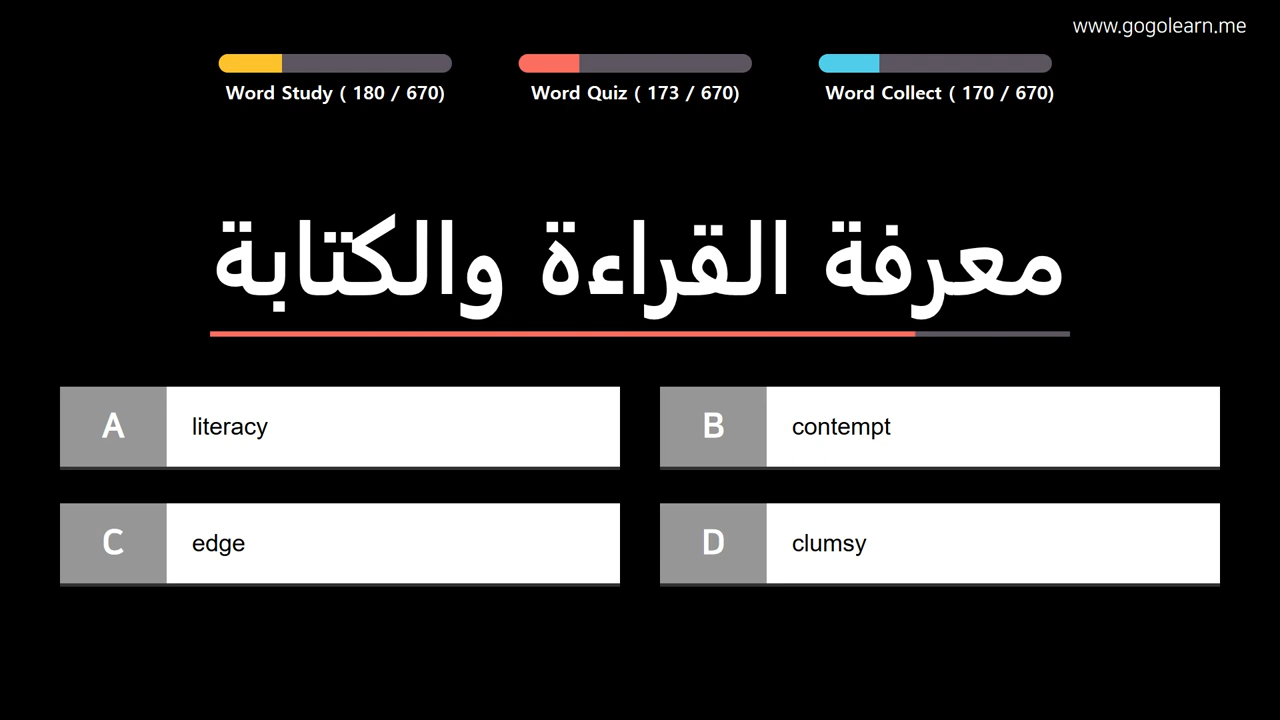 www.gogolearn.me
Word Study ( 180 / 670)
Word Quiz ( 173 / 670)
Word Collect ( 170 / 670)
معرفة القراءة والكتابة
A literacy
B contempt
C edge
D clumsy